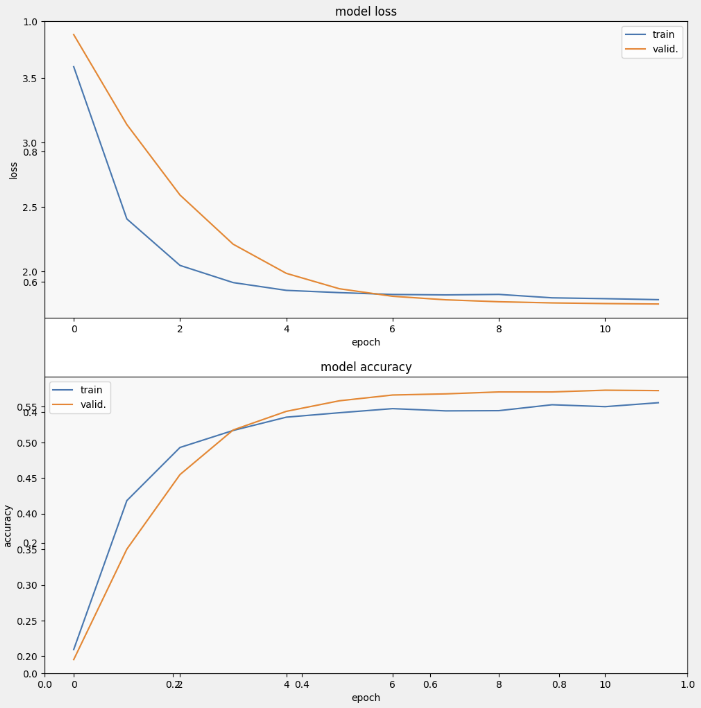 model loss
1.0
train
valid.
3.5
3.0
0.8
loss
2.5
2.0
0.6
0 2 4 6 8 10
epoch
model accuracy
train
valid.
0.55
0.4
0.50
0.45
0.40
accuracy
0.2
0.35
0.30
0.25
0.20
0.0
0.0 0 0.2 2 4 0.4 6 0.6 8 0.8 10 1.0
epoch